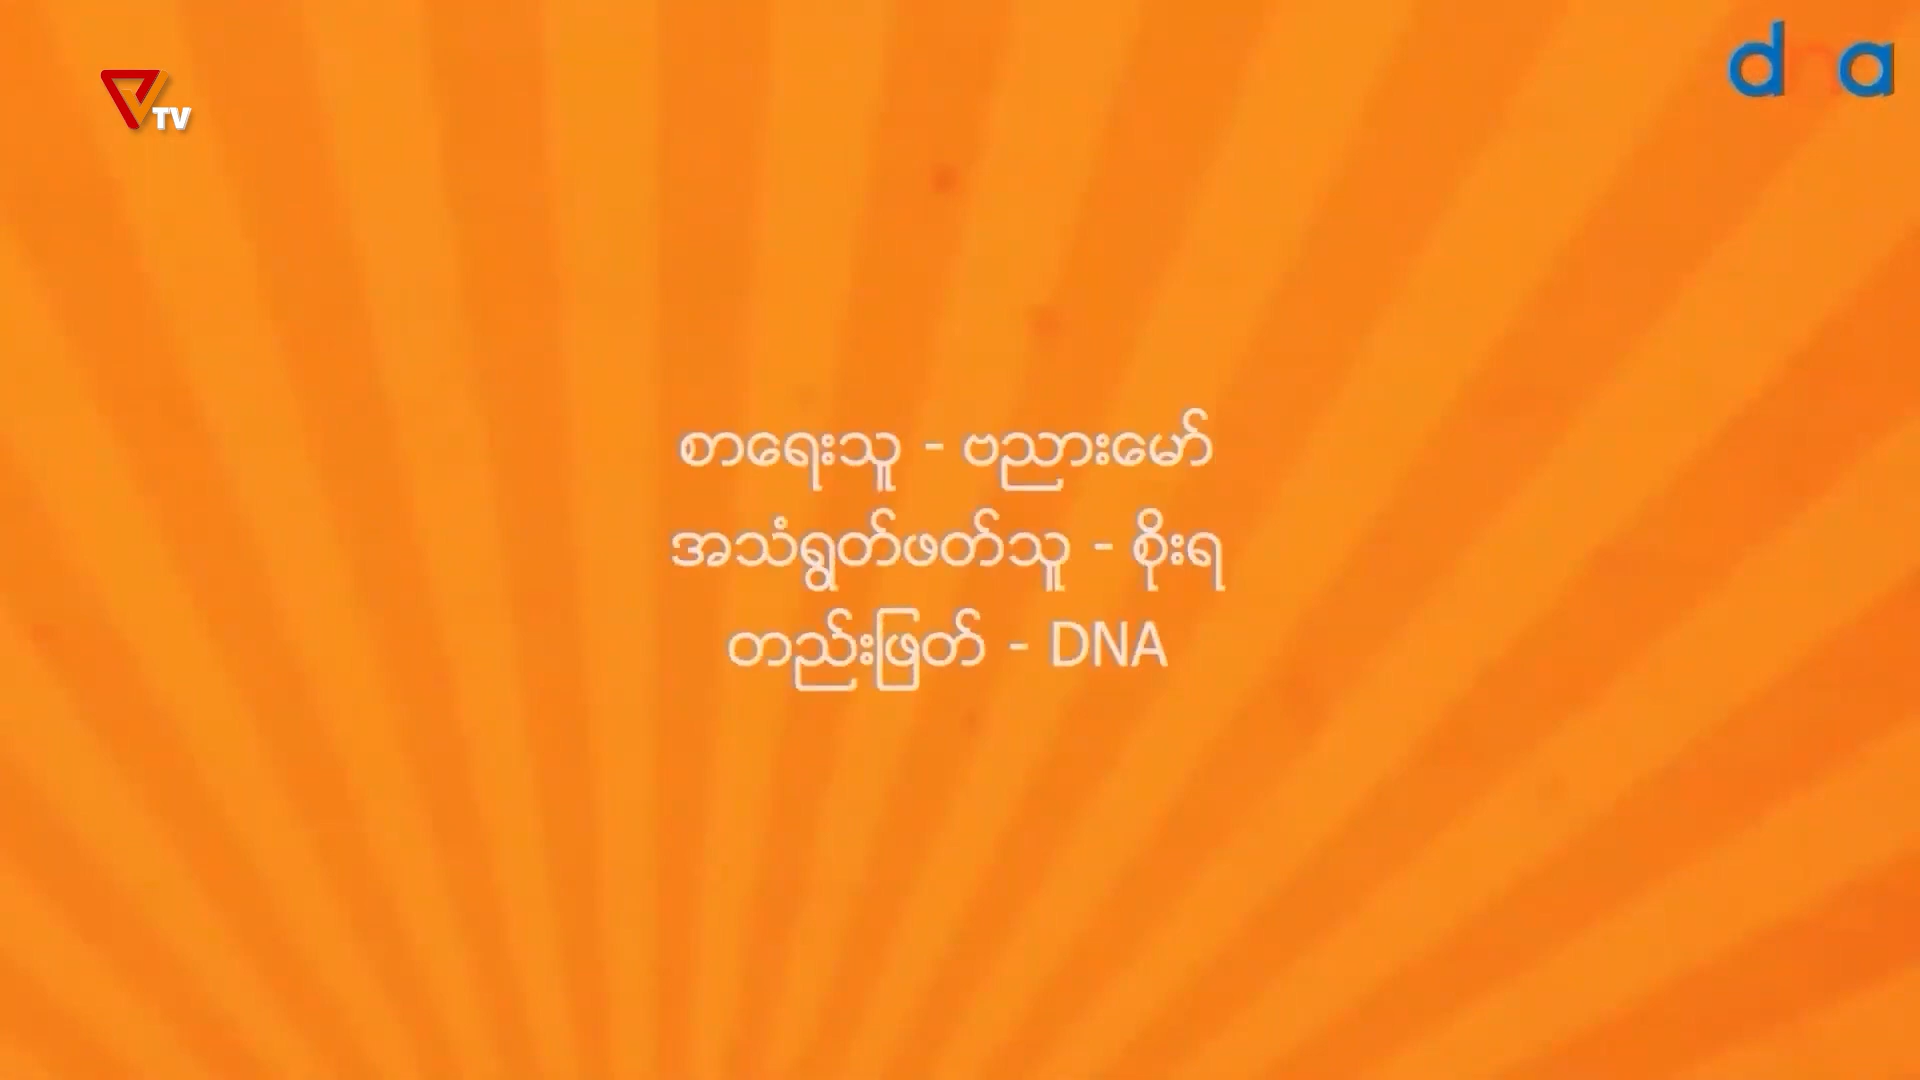 TV
dna
စာရေးသူ - ဗညားမော်
အသံရွတ်ဖတ်သူ - စိုးရ
တည်းဖြတ် - DNA